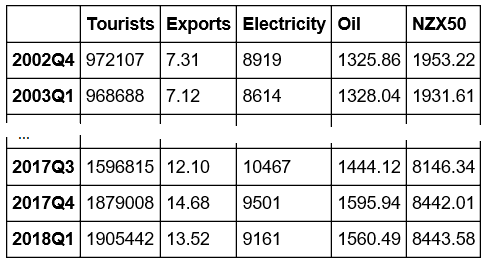 Tourists Exports Electricity Oil NZX50
2002Q4 972107 7.31 8919 1325.86 1953.22
2003Q1 968688 7.12 8614 1328.04 1931.61
...
2017Q3 1596815 12.10 10467 1444.12 8146.34
2017Q4 1879008 14.68 9501 1595.94 8442.01
2018Q1 1905442 13.52 9161 1560.49 8443.58